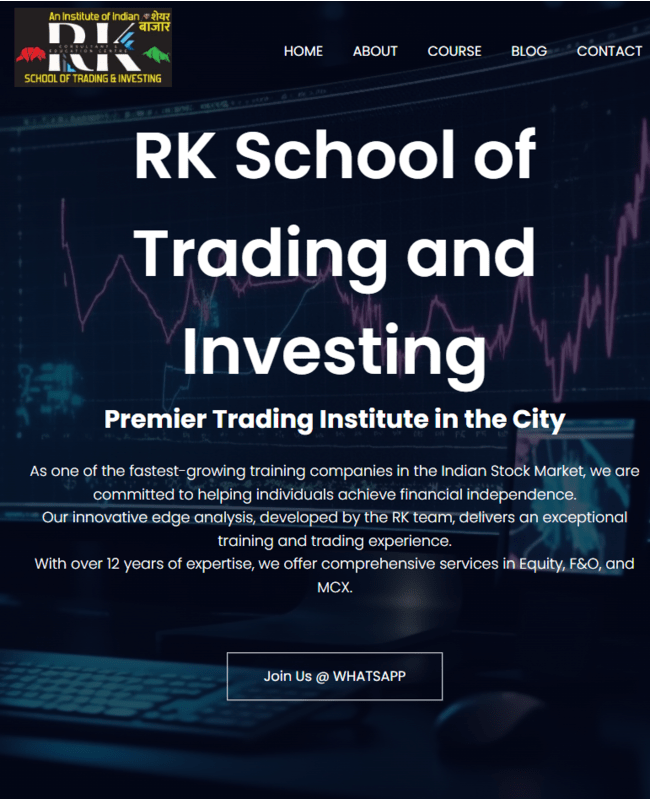 An Institute of Indian शेयर
बाजार
RK
CONSULTANT &
EDUCATION CENTRE
SCHOOL OF TRADING & INVESTING
HOME ABOUT COURSE BLOG CONTACT
RK School of
Trading and
Investing
Premier Trading Institute in the City
As one of the fastest-growing training companies in the Indian Stock Market, we are
committed to helping individuals achieve financial independence.
Our innovative edge analysis, developed by the RK team, delivers an exceptional
training and trading experience.
With over 12 years of expertise, we offer comprehensive services in Equity, F&O, and
MCX.
Join Us @ WHATSAPP